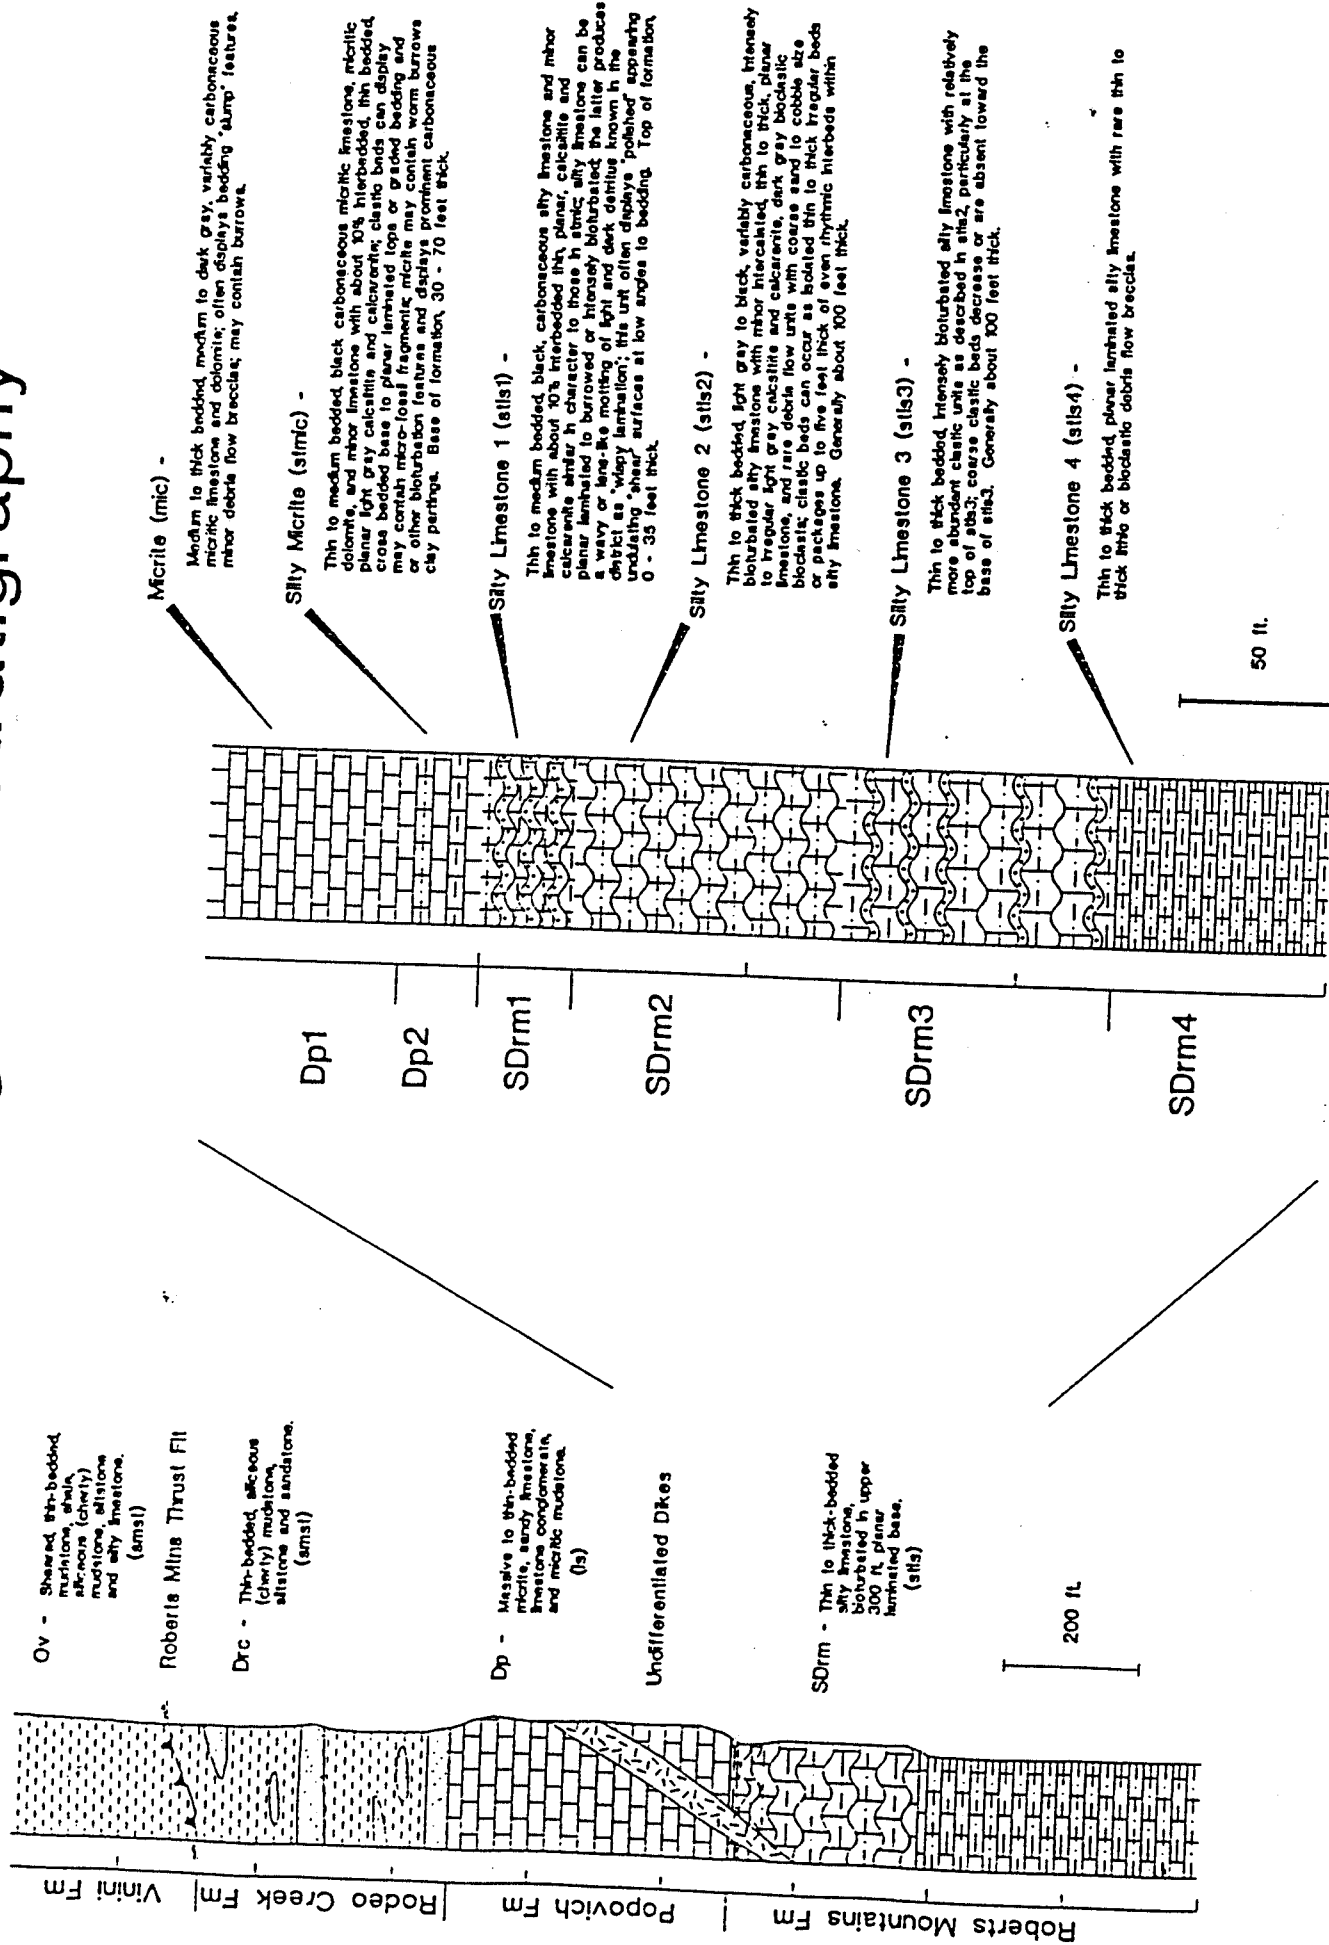 Micrite (mic) -
Medium to thick bedded, medium to dark gray, variably carbonaceous
micritic limestone and dolomite; often displays bedding "slump" features,
minor debris flow breccias; may contain burrows.
Silty Micrite (stmic) -
Thin to medium bedded, black carbonaceous micritic limestone, micritic
dolomite, and minor limestone with about 10% interbedded, thin bedded,
planar light gray calcsiltite and calcarenite; clastic beds can display
cross bedded base to planar laminated tops or graded bedding and
may contain micro-fossil fragments; micrite may contain worm burrows
or other bioturbation features and displays prominent carbonaceous
clay partings. Base of formation, 30 - 70 feet thick.
Silty Limestone 1 (stls1) -
Thin to medium bedded, black, carbonaceous silty limestone and minor
limestone with about 10% interbedded thin, planar, calcsiltite and
calcarenite similar in character to those in stmic; silty limestone can be
planar laminated to burrowed or intensely bioturbated; the latter produces
a wavy or lens-like mottling of light and dark detritus known in the
district as "wispy lamination"; this unit often displays "polished" appearing
undulating "shear" surfaces at low angles to bedding. Top of formation,
0 - 35 feet thick.
Silty Limestone 2 (stls2) -
Thin to thick bedded, light gray to black, variably carbonaceous, intensely
bioturbated silty limestone with minor intercalated, thin to thick, planar
to irregular light gray calcsiltite and calcarenite, dark gray bioclastic
limestone, and rare debris flow units with coarse sand to cobble size
bioclasts; clastic beds can occur as isolated thin to thick irregular beds
or packages up to five feet thick of even rhythmic interbeds within
silty limestone. Generally about 100 feet thick.
Silty Limestone 3 (stls3) -
Thin to thick bedded, intensely bioturbated silty limestone with relatively
more abundant clastic units as described in stls2, particularly at the
top of stls3; coarse clastic beds decrease or are absent toward the
base of stls3. Generally about 100 feet thick.
Silty Limestone 4 (stls4) -
Thin to thick bedded, planar laminated silty limestone with rare thin to
thick litho or bioclastic debris flow breccias.
50 ft.
Dp1
Dp2
SDrm1
SDrm2
SDrm3
SDrm4
Ov - Sheared, thin-bedded,
mudstone, shale,
siliceous (cherty)
mudstone, siltstone
and silty limestone.
(smst)
Roberts Mtns Thrust Flt
Drc - Thin-bedded, siliceous
(cherty) mudstone,
siltstone and sandstone.
(smst)
Dp - Massive to thin-bedded
micrite, sandy limestone,
limestone conglomerate,
and micritic mudstone.
(ls)
Undifferentiated Dikes
SDrm - Thin to thick-bedded
silty limestone,
bioturbated in upper
300 ft, planar
laminated base.
(stls)
200 ft.
Vinini Fm
Rodeo Creek Fm
Popovich Fm
Roberts Mountains Fm